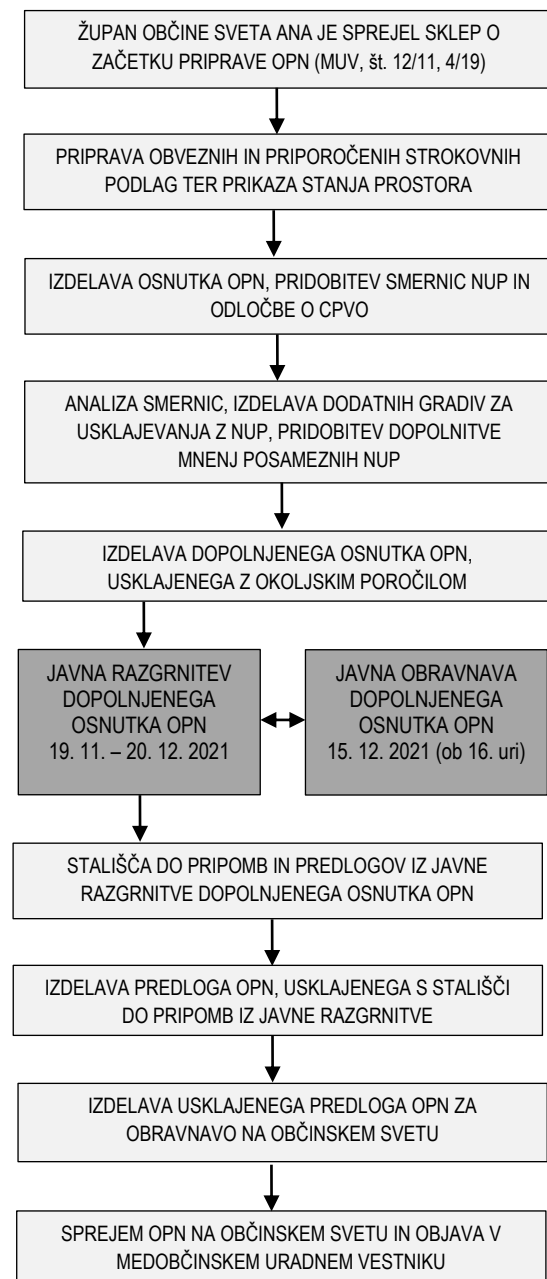 ŽUPAN OBČINE SVETA ANA JE SPREJEL SKLEP O
ZAČETKU PRIPRAVE OPN (MUV, št. 12/11, 4/19)
PRIPRAVA OBVEZNIH IN PRIPOROČENIH STROKOVNIH
PODLAG TER PRIKAZA STANJA PROSTORA
IZDELAVA OSNUTKA OPN, PRIDOBITEV SMERNIC NUP IN
ODLOČBE O CPVO
ANALIZA SMERNIC, IZDELAVA DODATNIH GRADIV ZA
USKLAJEVANJA Z NUP, PRIDOBITEV DOPOLNITVE
MNENJ POSAMEZNIH NUP
IZDELAVA DOPOLNJENEGA OSNUTKA OPN,
USKLAJENEGA Z OKOLJSKIM POROČILOM
JAVNA RAZGRNITEV
DOPOLNJENEGA
OSNUTKA OPN
19. 11. – 20. 12. 2021
JAVNA OBRAVNAVA
DOPOLNJENEGA
OSNUTKA OPN
15. 12. 2021 (ob 16. uri)
STALIŠČA DO PRIPOMB IN PREDLOGOV IZ JAVNE
RAZGRNITVE DOPOLNJENEGA OSNUTKA OPN
IZDELAVA PREDLOGA OPN, USKLAJENEGA S STALIŠČI
DO PRIPOMB IZ JAVNE RAZGRNITVE
IZDELAVA USKLAJENEGA PREDLOGA OPN ZA
OBRAVNAVO NA OBČINSKEM SVETU
SPREJEM OPN NA OBČINSKEM SVETU IN OBJAVA V
MEDOBČINSKEM URADNEM VESTNIKU